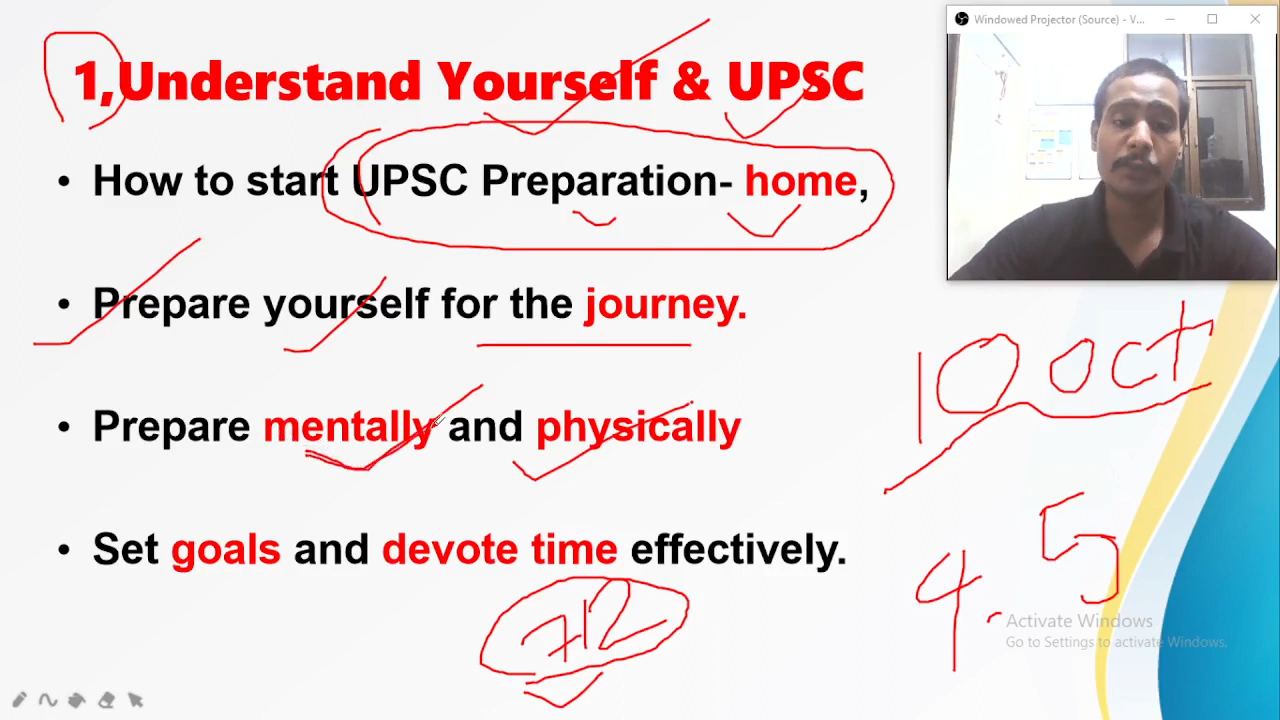 Windowed Projector (Source) - V...
1,Understand Yourself & UPSC
• How to start UPSC Preparation- home,
• Prepare yourself for the journey.
10 oct
• Prepare mentally and physically
4.5
• Set goals and devote time effectively.
712
Activate Windows
Go to Settings to activate Windows.